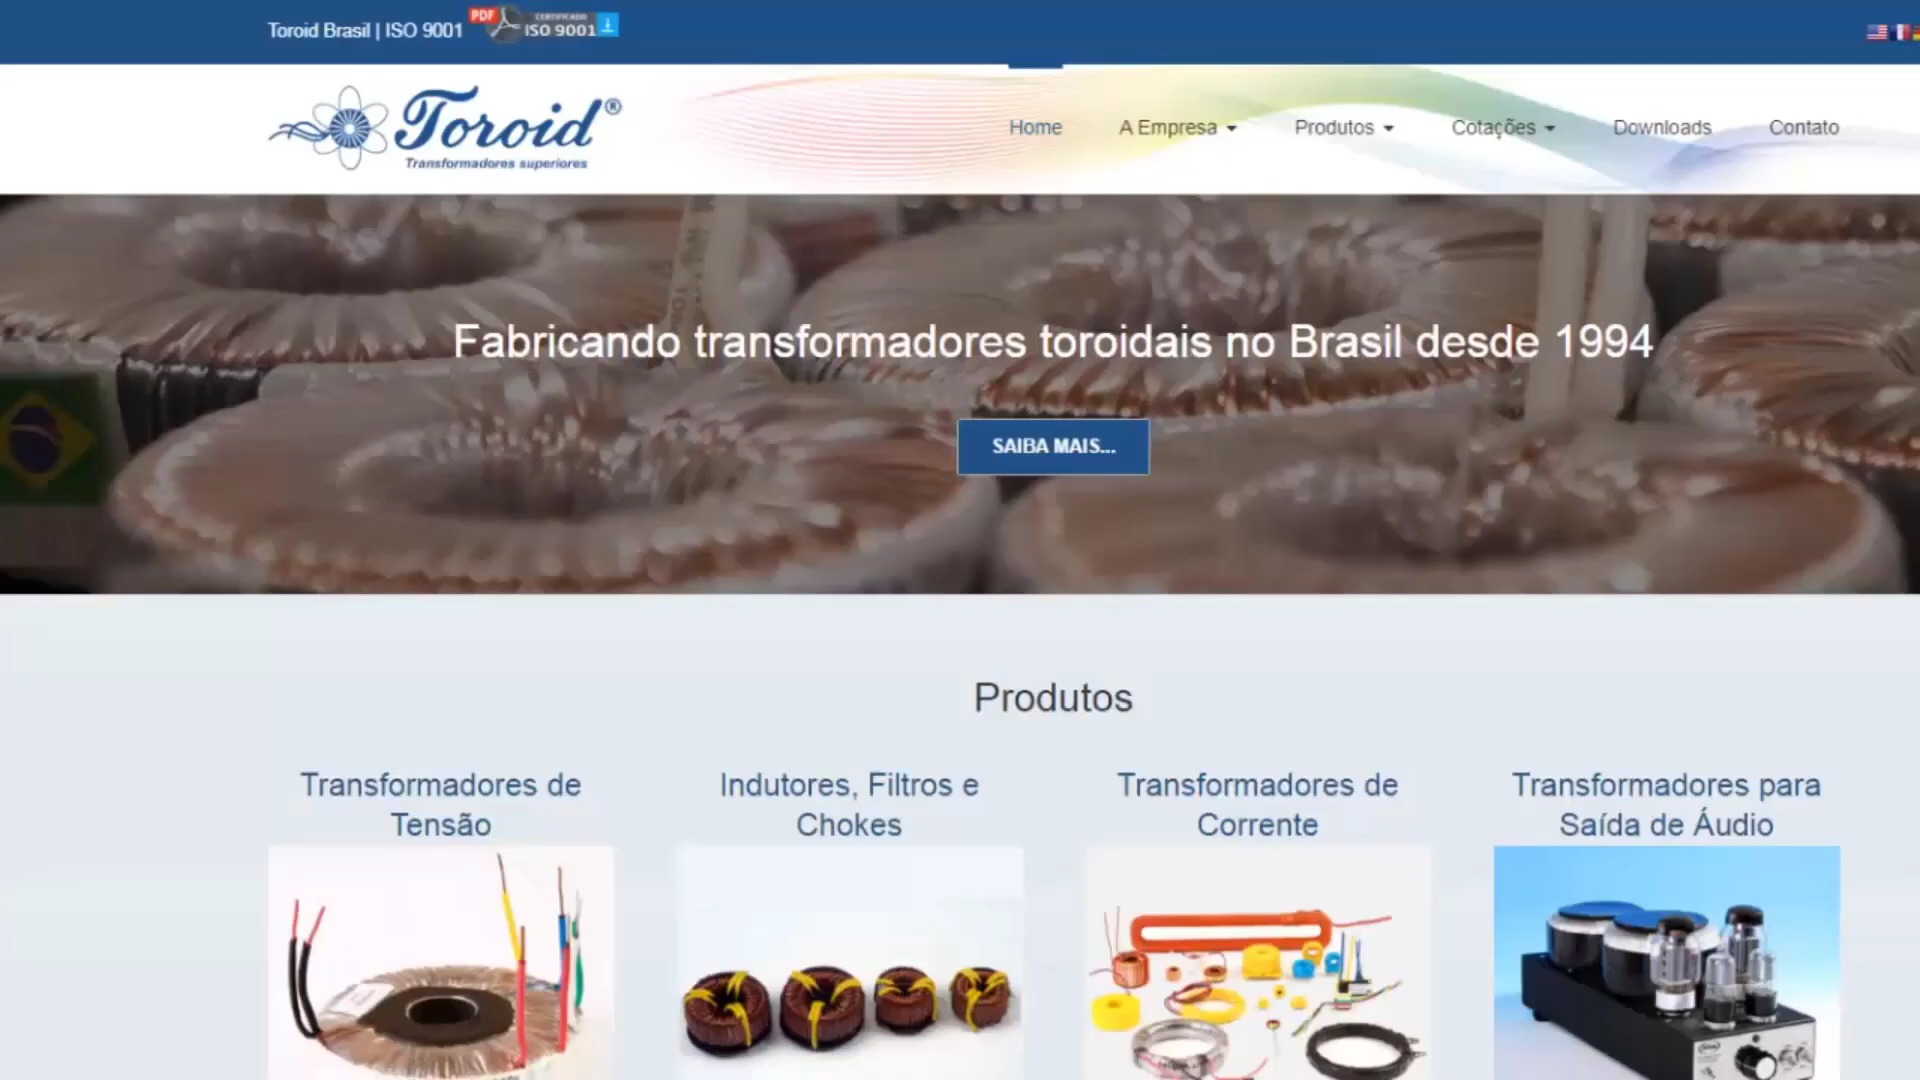 Toroid Brasil | ISO 9001
PDF
CERTIFICADO
ISO 9001
Toroid®
Transformadores superiores
Home
A Empresa
Produtos
Cotações
Downloads
Contato
Fabricando transformadores toroidais no Brasil desde 1994
SAIBA MAIS...
Produtos
Transformadores de
Tensão
Indutores, Filtros e
Chokes
Transformadores de
Corrente
Transformadores para
Saída de Áudio